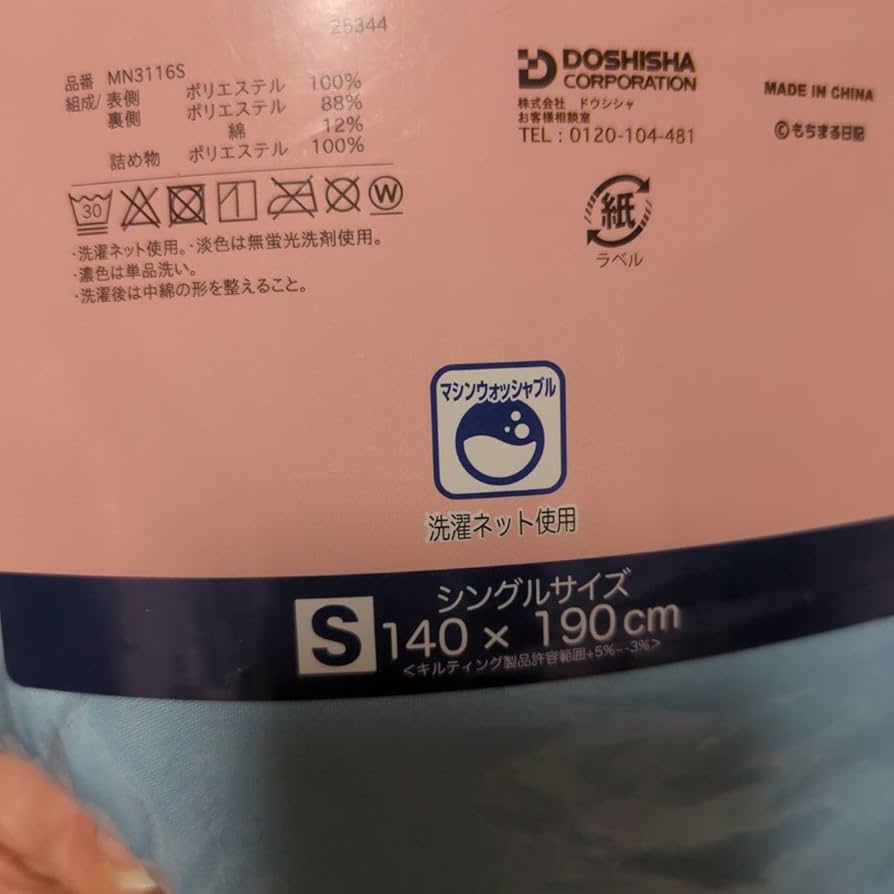 25344
品番 MN3116S
組成/表側 ポリエステル 100%
裏側 ポリエステル 88%
綿 12%
詰め物 ポリエステル 100%
30 W
・洗濯ネット使用。・淡色は無蛍光洗剤使用。
・濃色は単品洗い。
・洗濯後は中綿の形を整えること。
DOSHISHA
CORPORATION
株式会社 ドウシシャ
お客様相談室
TEL：0120-104-481
MADE IN CHINA
©もちまる日記
紙
ラベル
マシンウォッシャブル
洗濯ネット使用
シングルサイズ
S 140 × 190cm
<キルティング製品許容範囲+5%~-3%>